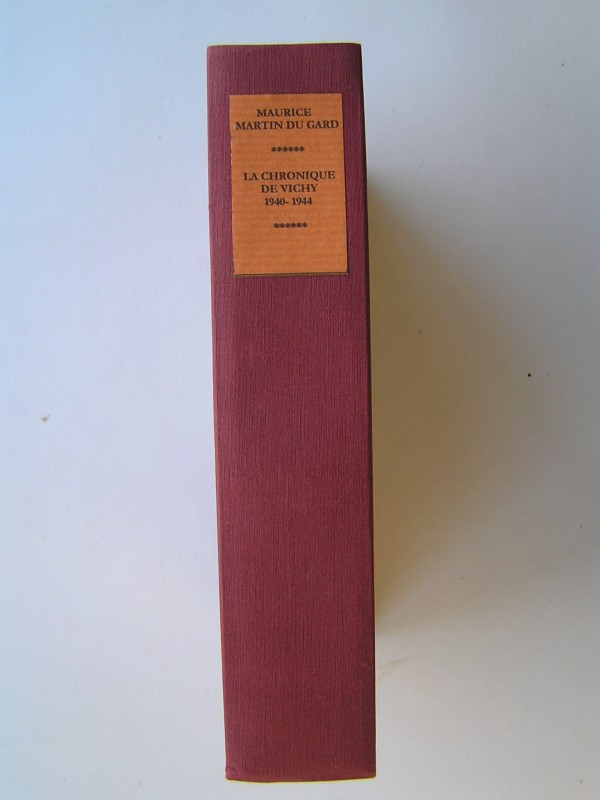 MAURICE
MARTIN DU GARD
******
LA CHRONIQUE
DE VICHY
1940- 1944
******